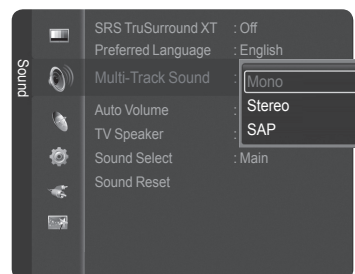 Sound
SRS TruSurround XT : Off
Preferred Language : English
Multi-Track Sound :
Mono
Stereo
SAP
Auto Volume :
TV Speaker :
Sound Select : Main
Sound Reset